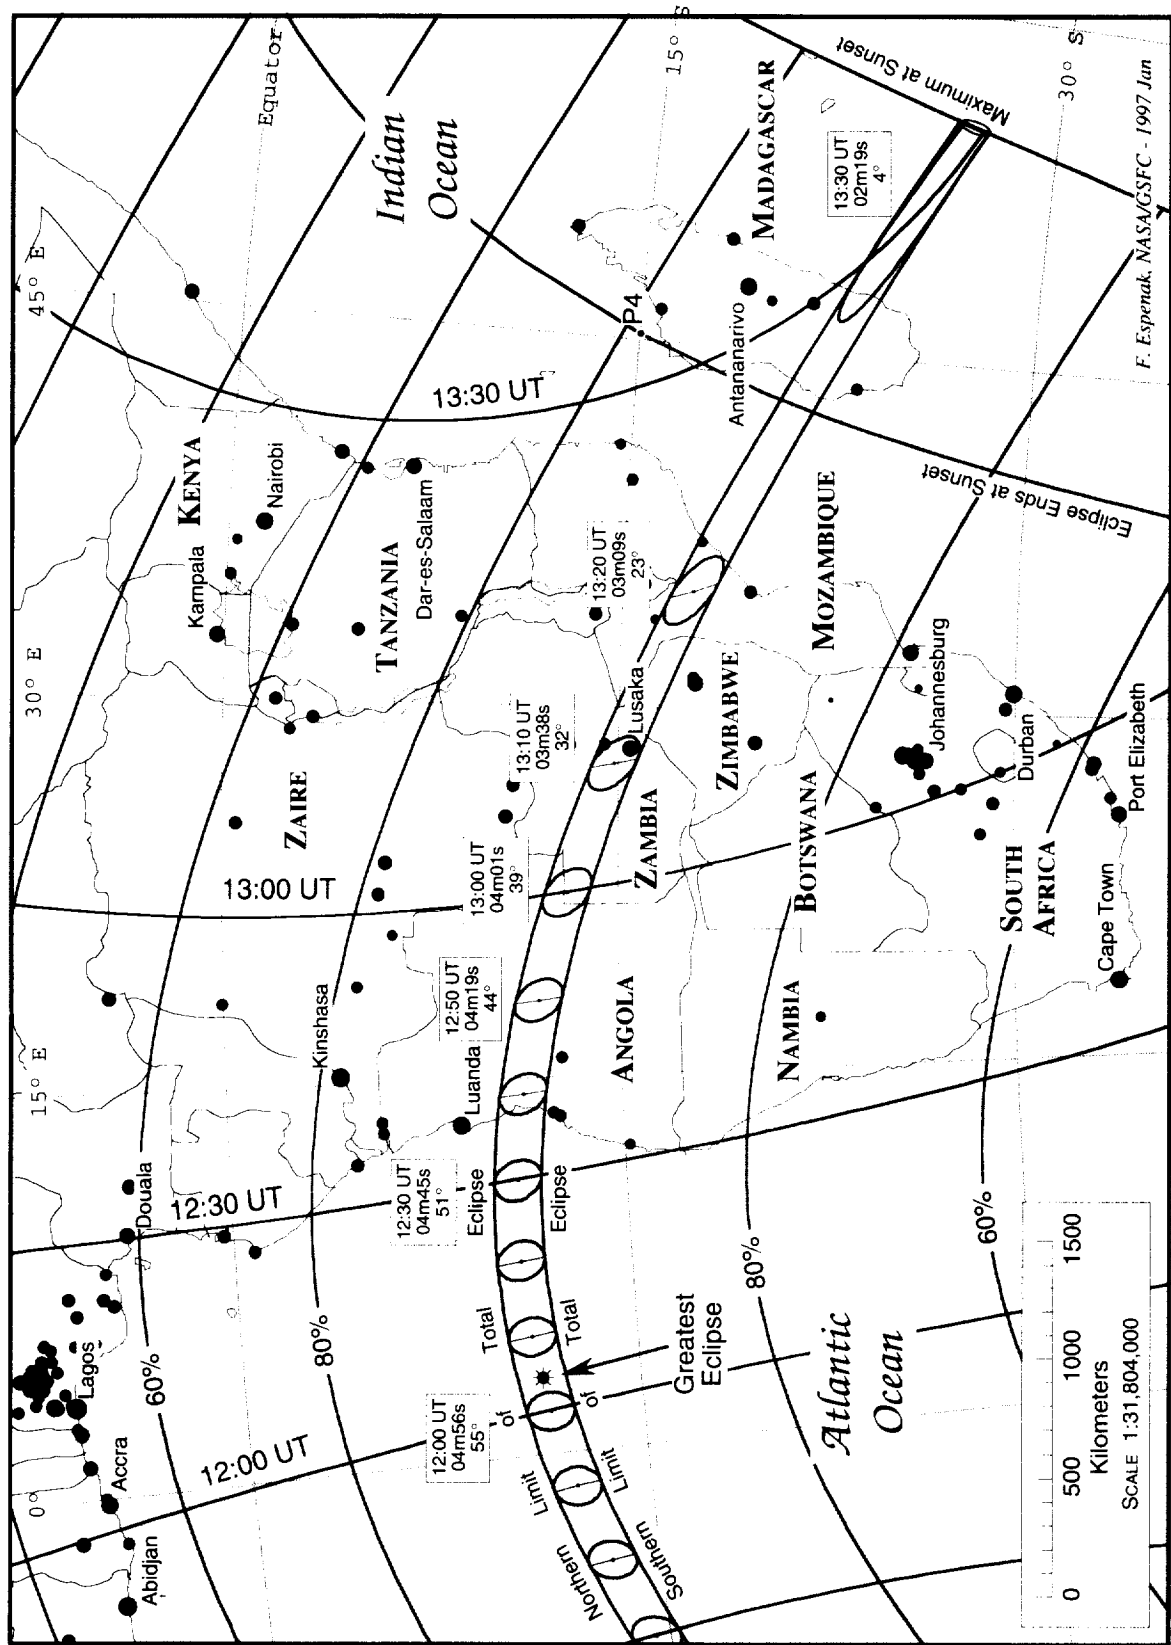 0°
15° E
30° E
45° E
Equator
15° S
30° S
Abidjan
Accra
Lagos
Douala
Kinshasa
Luanda
Kampala
Nairobi
Dar-es-Salaam
Lusaka
Antananarivo
Johannesburg
Durban
Port Elizabeth
Cape Town
KENYA
TANZANIA
ZAIRE
ANGOLA
ZAMBIA
ZIMBABWE
MOZAMBIQUE
MADAGASCAR
NAMBIA
BOTSWANA
SOUTH
AFRICA
Indian
Ocean
Atlantic
Ocean
12:00 UT
12:30 UT
13:00 UT
13:30 UT
60%
80%
80%
60%
12:00 UT
04m56s
55°
12:30 UT
04m45s
51°
12:50 UT
04m19s
44°
13:00 UT
04m01s
39°
13:10 UT
03m38s
32°
13:20 UT
03m09s
23°
13:30 UT
02m19s
4°
Northern Limit of Total Eclipse
Southern Limit of Total Eclipse
Greatest
Eclipse
P4
Eclipse Ends at Sunset
Maximum at Sunset
0 500 1000 1500
Kilometers
SCALE 1:31,804,000
F. Espenak, NASA/GSFC - 1997 Jan